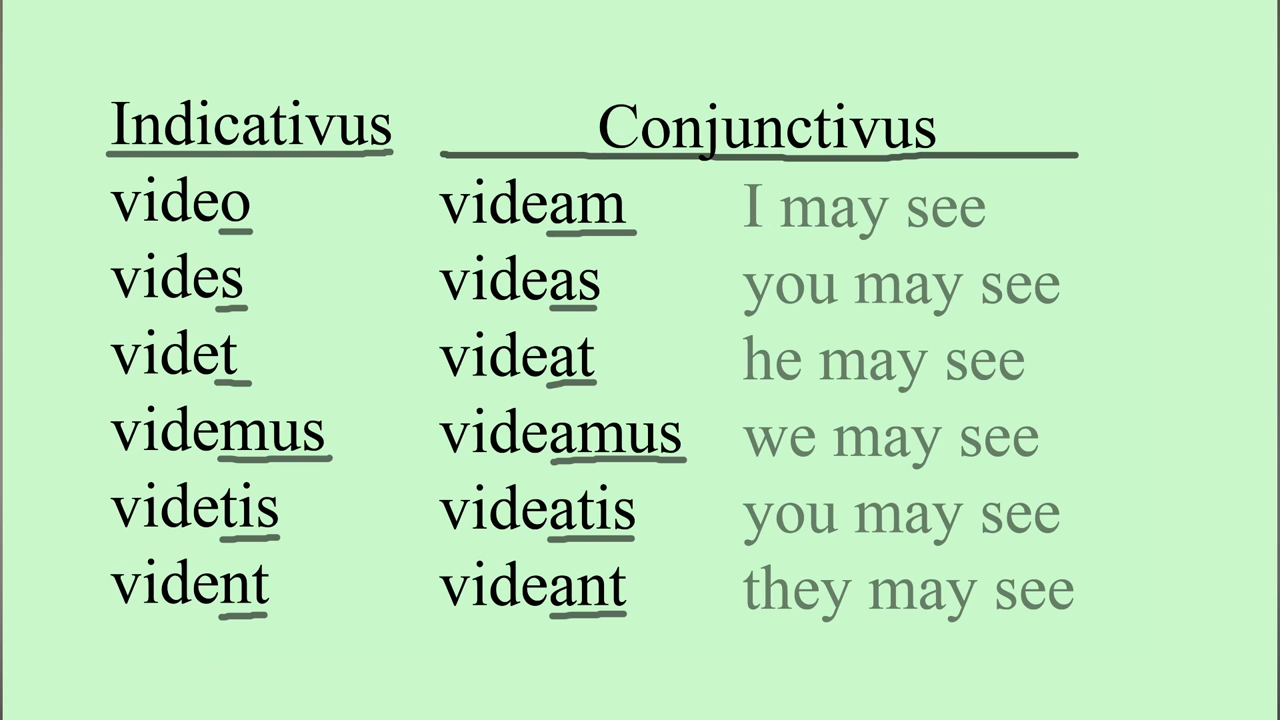 Indicativus Conjunctivus
video videam I may see
vides videas you may see
videt videat he may see
videmus videamus we may see
videtis videatis you may see
vident videant they may see